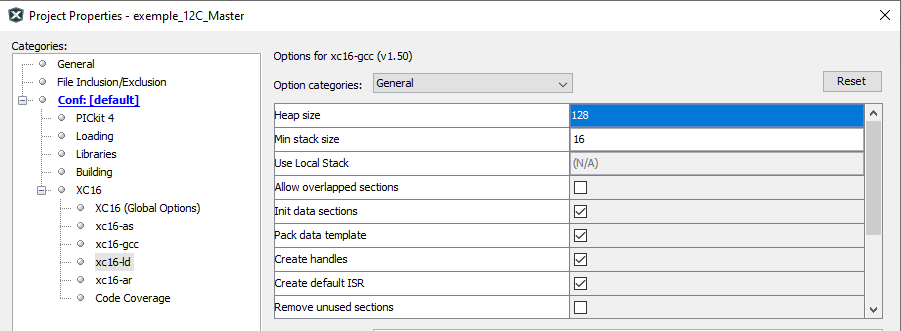 Project Properties - exemple_12C_Master
Categories:
General
File Inclusion/Exclusion
Conf: [default]
PICkit 4
Loading
Libraries
Building
XC16
XC16 (Global Options)
xc16-as
xc16-gcc
xc16-ld
xc16-ar
Code Coverage
Options for xc16-gcc (v1.50)
Option categories: General Reset
Heap size 128
Min stack size 16
Use Local Stack (N/A)
Allow overlapped sections
Init data sections
Pack data template
Create handles
Create default ISR
Remove unused sections